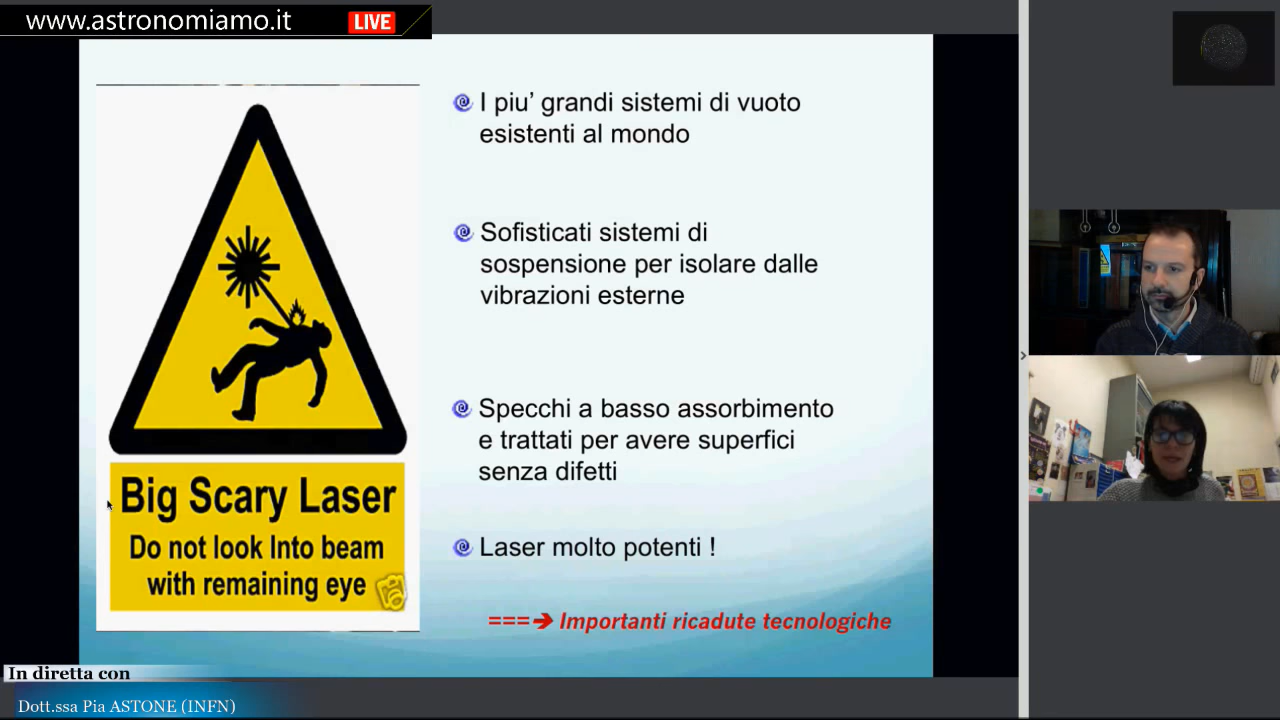 www.astronomiamo.it LIVE
I piu' grandi sistemi di vuoto
esistenti al mondo
Sofisticati sistemi di
sospensione per isolare dalle
vibrazioni esterne
Specchi a basso assorbimento
e trattati per avere superfici
senza difetti
Laser molto potenti !
===➔ Importanti ricadute tecnologiche
Big Scary Laser
Do not look Into beam
with remaining eye
In diretta con
Dott.ssa Pia ASTONE (INFN)